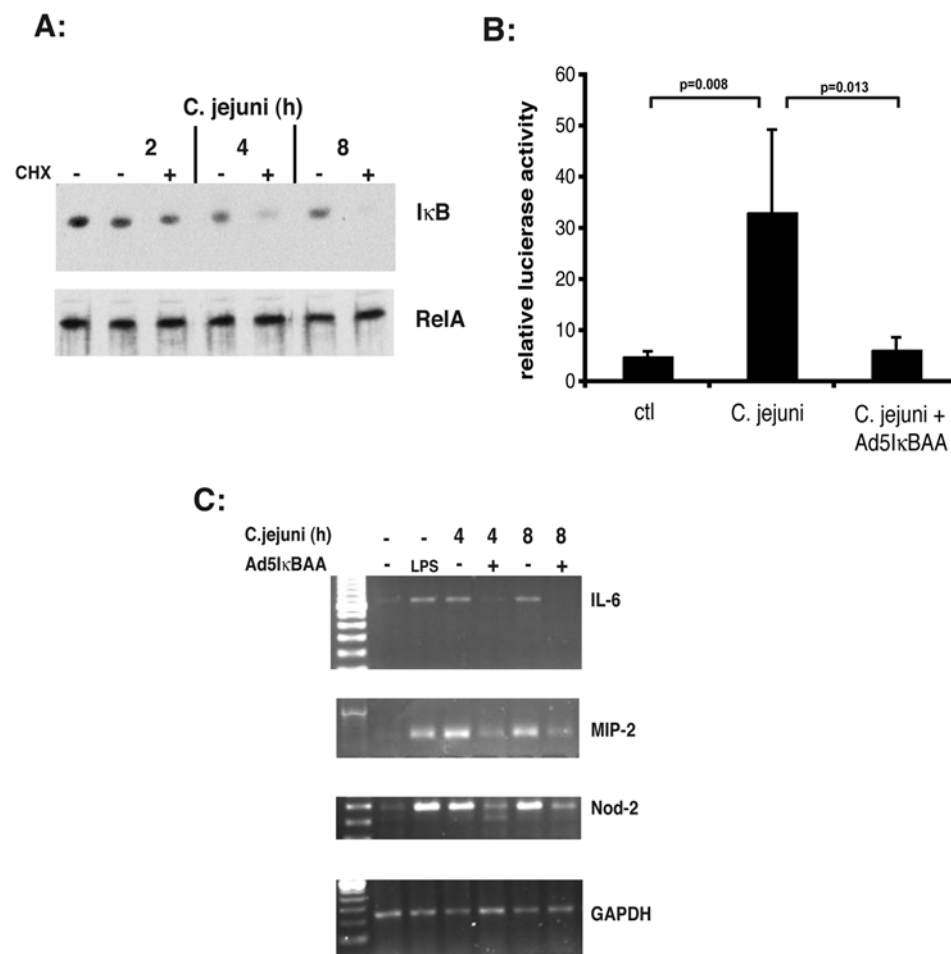 A:
C. jejuni (h)
2 4 8
CHX - - + - + - +
IκB
RelA
B:
relative lucierase activity
60
50
40
30
20
10
0
p=0.008
p=0.013
ctl
C. jejuni
C. jejuni +
Ad5IκBAA
C:
C.jejuni (h) - - 4 4 8 8
Ad5IκBAA - LPS - + - +
IL-6
MIP-2
Nod-2
GAPDH